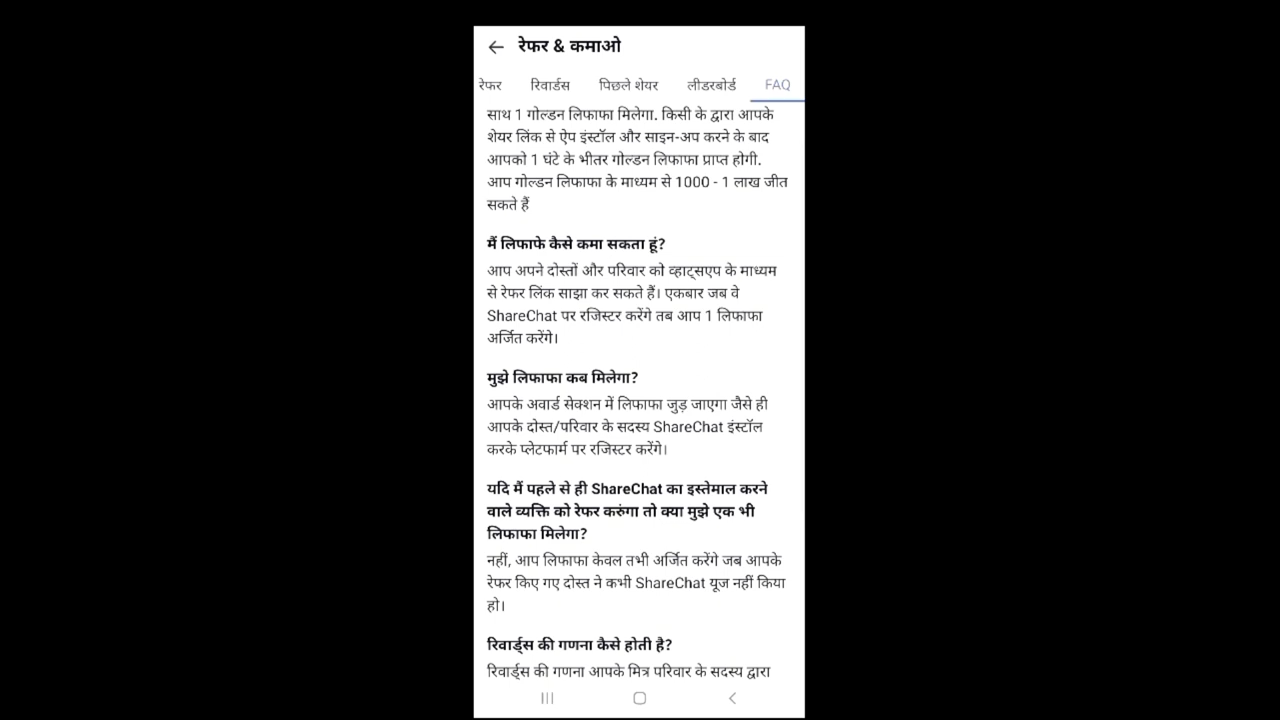 रेफर & कमाओ
रेफर रिवार्डस पिछले शेयर लीडरबोर्ड FAQ
साथ 1 गोल्डन लिफाफा मिलेगा. किसी के द्वारा आपके
शेयर लिंक से ऐप इंस्टॉल और साइन-अप करने के बाद
आपको 1 घंटे के भीतर गोल्डन लिफाफा प्राप्त होगी.
आप गोल्डन लिफाफा के माध्यम से 1000 - 1 लाख जीत
सकते हैं
मैं लिफाफे कैसे कमा सकता हूं?
आप अपने दोस्तों और परिवार को व्हाट्सएप के माध्यम
से रेफर लिंक साझा कर सकते हैं। एकबार जब वे
ShareChat पर रजिस्टर करेंगे तब आप 1 लिफाफा
अर्जित करेंगे।
मुझे लिफाफा कब मिलेगा?
आपके अवार्ड सेक्शन में लिफाफा जुड़ जाएगा जैसे ही
आपके दोस्त/परिवार के सदस्य ShareChat इंस्टॉल
करके प्लेटफार्म पर रजिस्टर करेंगे।
यदि मैं पहले से ही ShareChat का इस्तेमाल करने
वाले व्यक्ति को रेफर करुंगा तो क्या मुझे एक भी
लिफाफा मिलेगा?
नहीं, आप लिफाफा केवल तभी अर्जित करेंगे जब आपके
रेफर किए गए दोस्त ने कभी ShareChat यूज नहीं किया
हो।
रिवार्ड्स की गणना कैसे होती है?
रिवार्ड्स की गणना आपके मित्र परिवार के सदस्य द्वारा